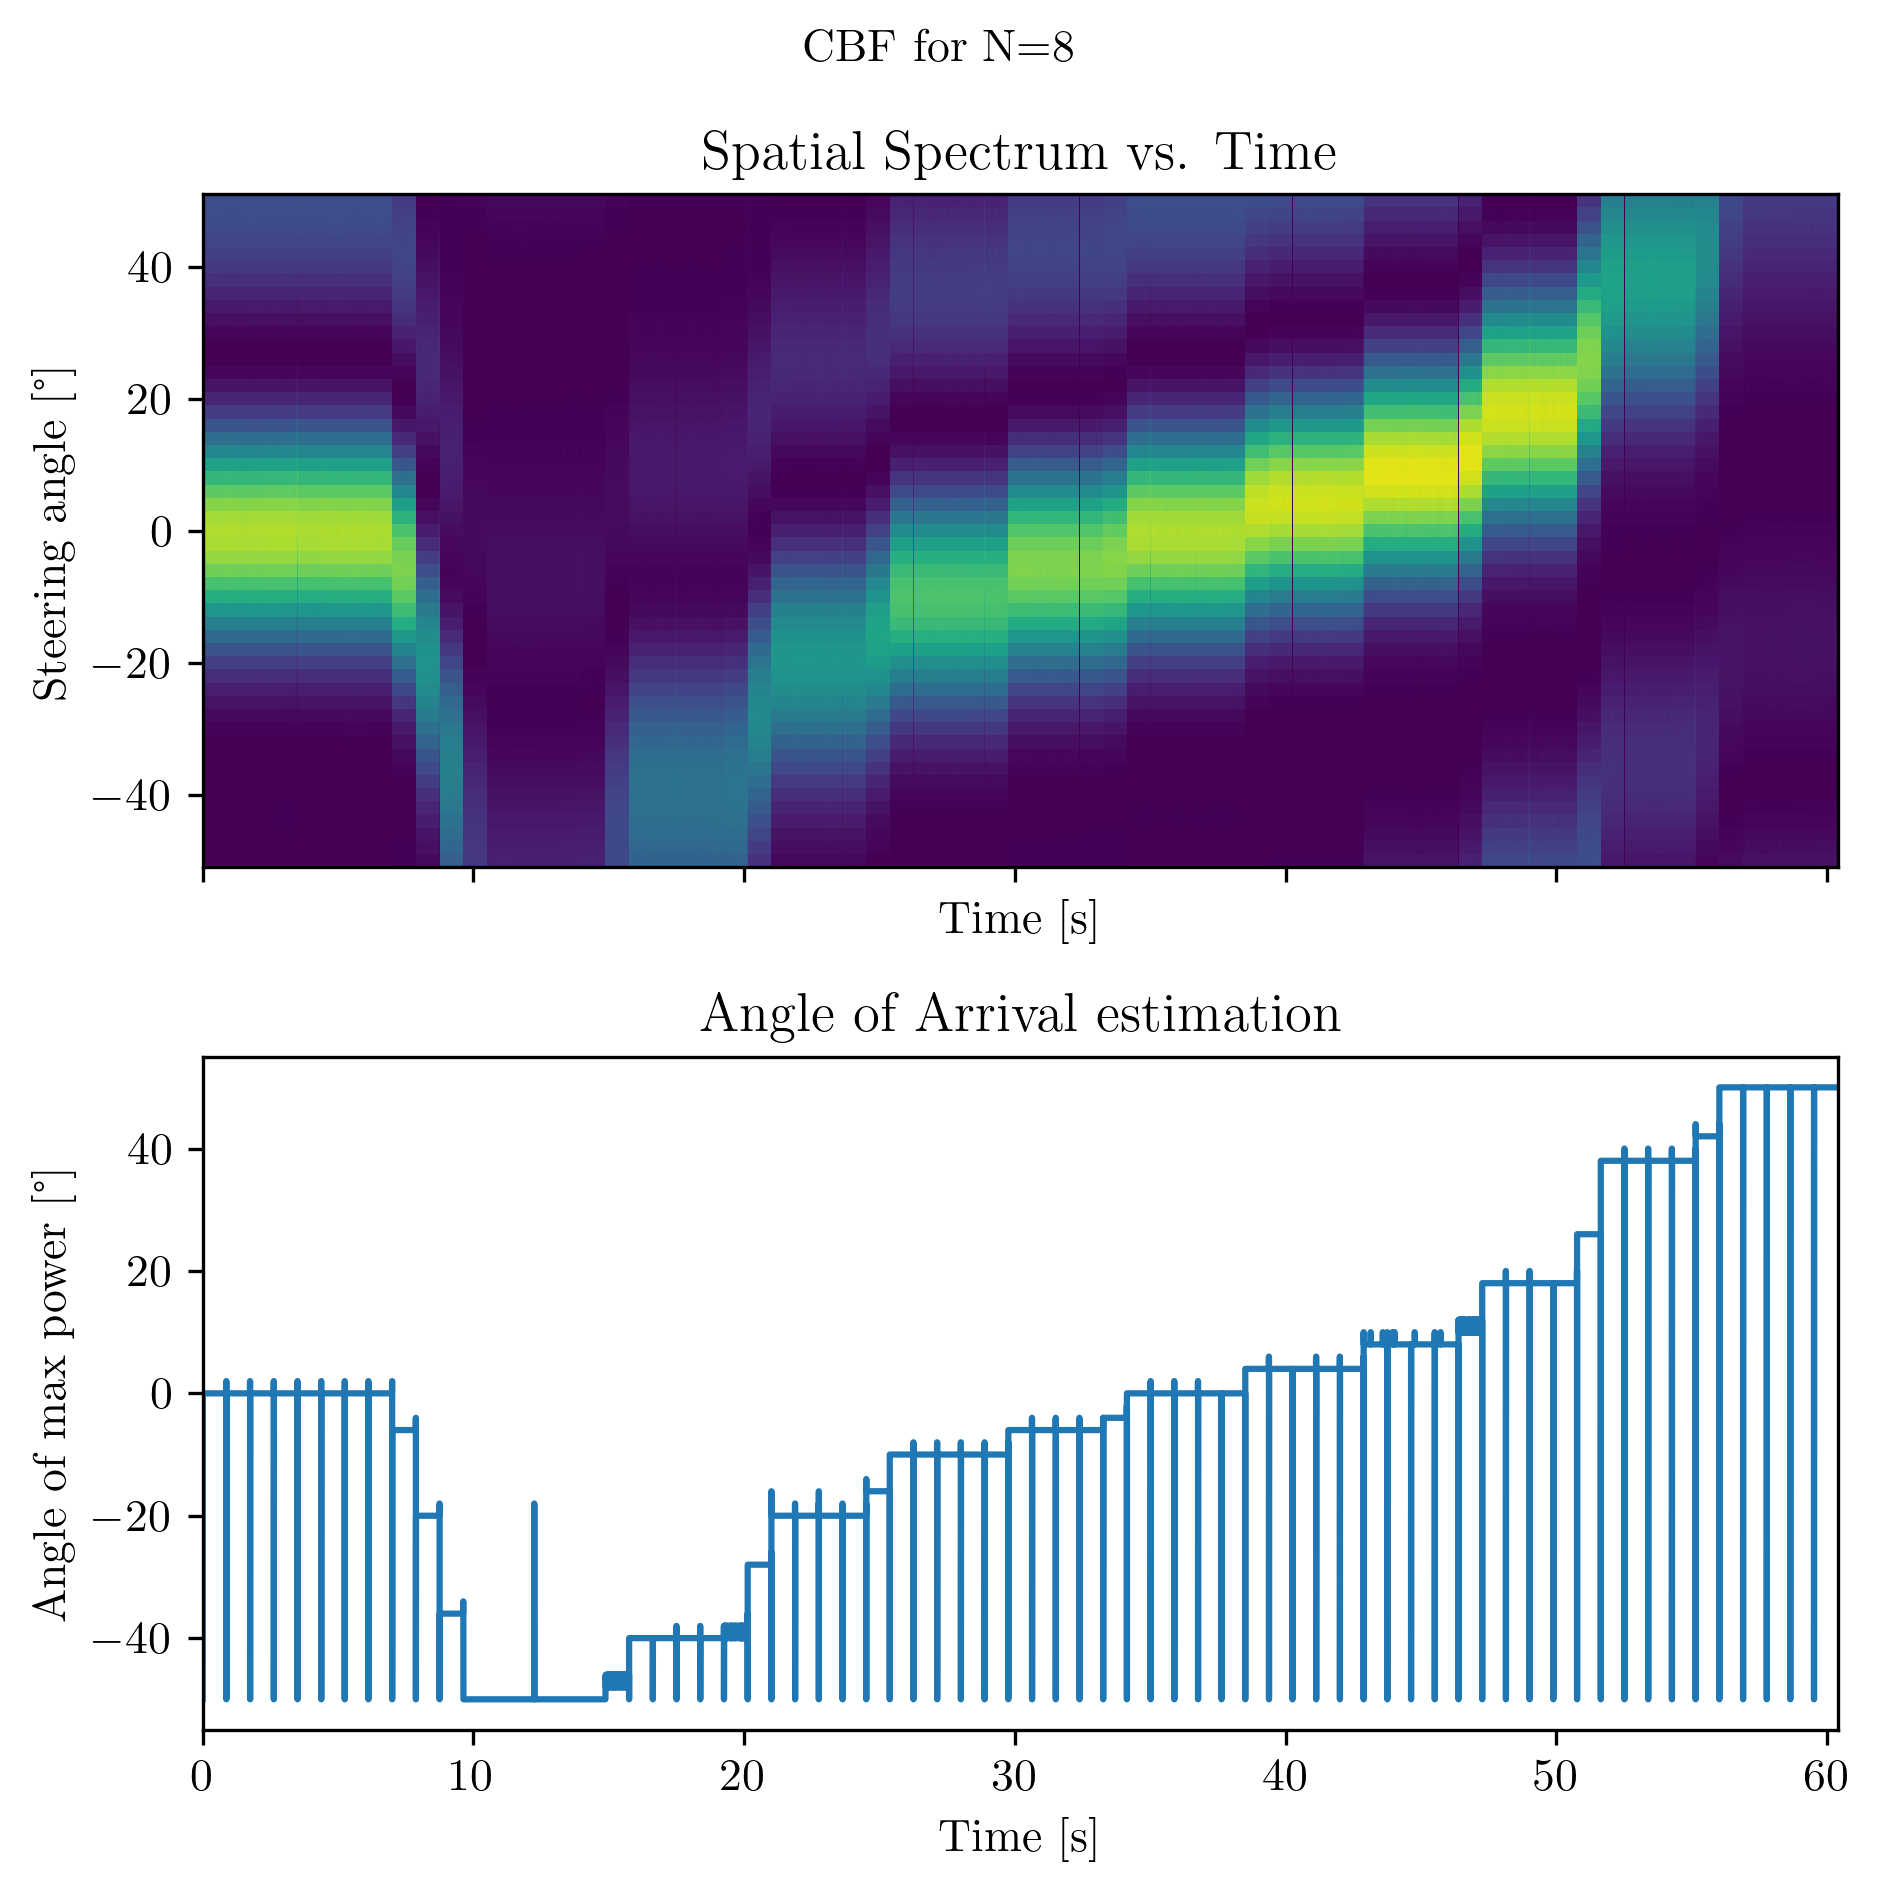 CBF for N=8
Spatial Spectrum vs. Time
Steering angle [°]
40
20
0
−20
−40
Time [s]
Angle of Arrival estimation
Angle of max power [°]
40
20
0
−20
−40
0 10 20 30 40 50 60
Time [s]